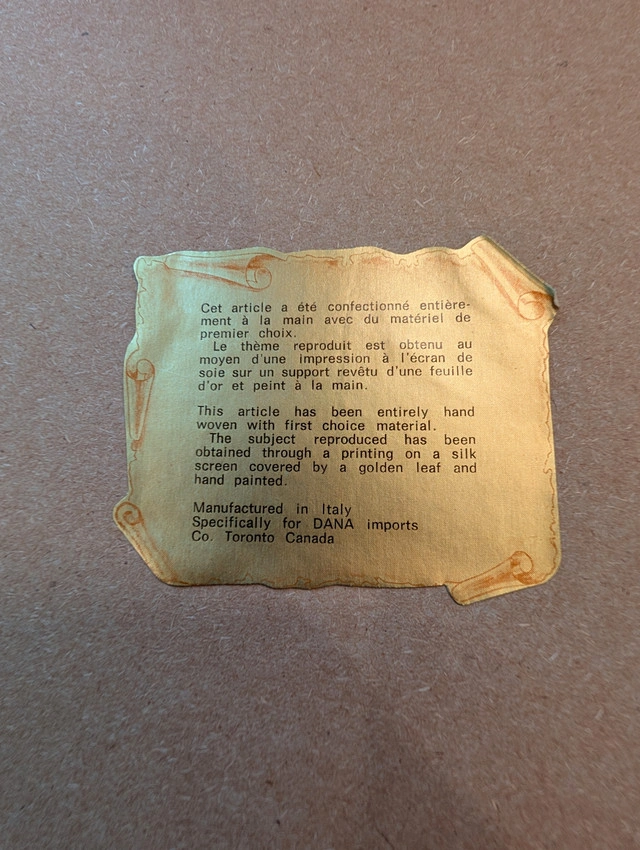 Cet article a été confectionné entière-
ment à la main avec du matériel de
premier choix.
Le thème reproduit est obtenu au
moyen d'une impression à l'écran de
soie sur un support revêtu d'une feuille
d'or et peint à la main.
This article has been entirely hand
woven with first choice material.
The subject reproduced has been
obtained through a printing on a silk
screen covered by a golden leaf and
hand painted.
Manufactured in Italy
Specifically for DANA imports
Co. Toronto Canada